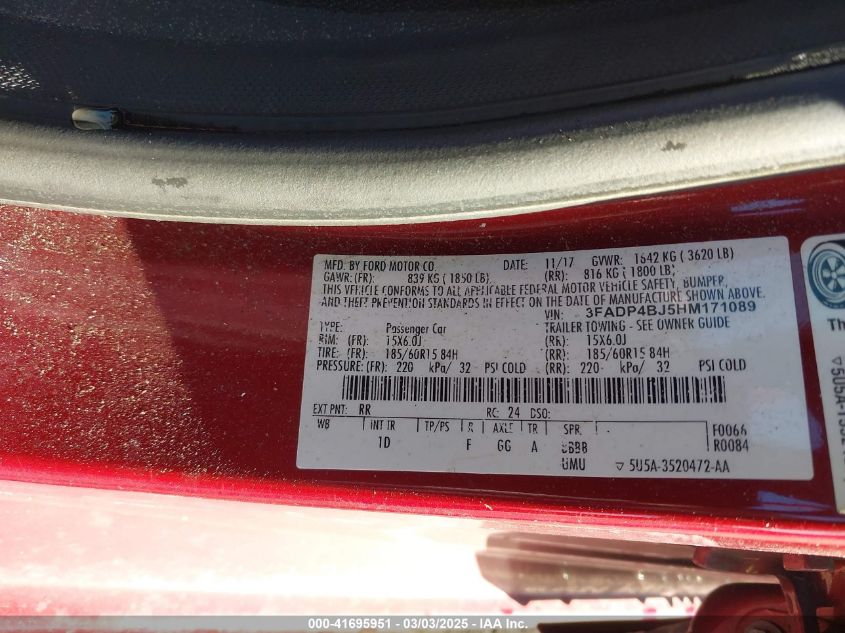 MFD. BY FORD MOTOR CO. DATE: 11/17 GVWR: 1642 KG ( 3620 LB)
GAWR: (FR): 839 KG ( 1850 LB) (RR): 816 KG ( 1800 LB)
THIS VEHICLE CONFORMS TO ALL APPLICABLE FEDERAL MOTOR VEHICLE SAFETY, BUMPER,
AND THEFT PREVENTION STANDARDS IN EFFECT ON THE DATE OF MANUFACTURE SHOWN ABOVE.
VIN: 3FADP4BJ5HM171089
TYPE: Passenger Car TRAILER TOWING - SEE OWNER GUIDE
RIM: (FR): 15X6.0J (RR): 15X6.0J
TIRE: (FR): 185/60R15 84H (RR): 185/60R15 84H
PRESSURE: (FR): 220 kPa/ 32 PSI COLD (RR): 220 kPa/ 32 PSI COLD
EXT PNT: RR RC: 24 DSO:
WB INT TR TP/PS R AXLE TR SPR F0066
1D F GG A BBBB R0084
UMU ▽ 5U5A-3520472-AA
Th
▽ 5U5A-1532
000-41695951 - 03/03/2025 - IAA Inc.